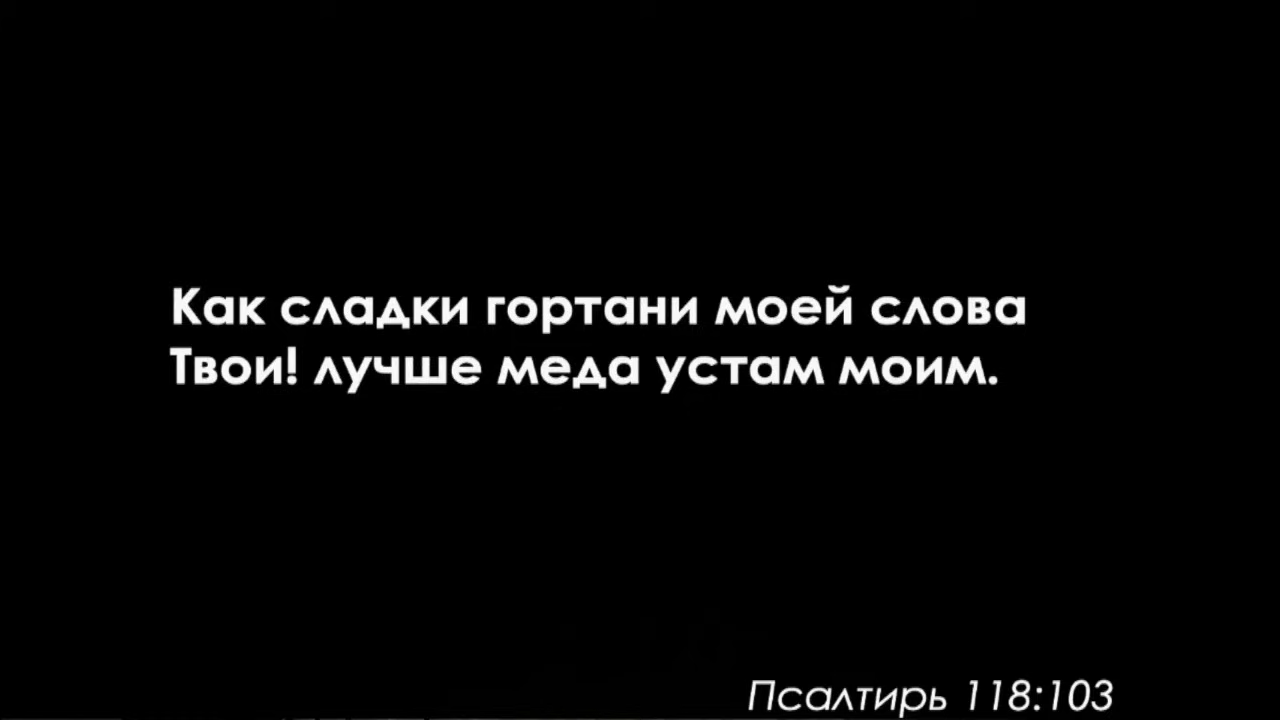 Как сладки гортани моей слова
Твои! лучше меда устам моим.
Псалтирь 118:103